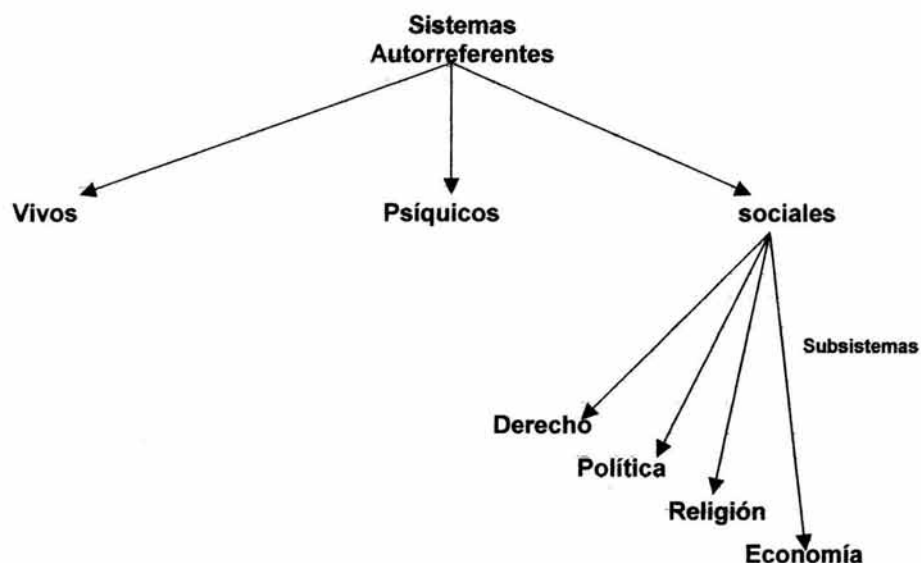 Sistemas
Autorreferentes
Vivos
Psíquicos
sociales
Subsistemas
Derecho
Política
Religión
Economía